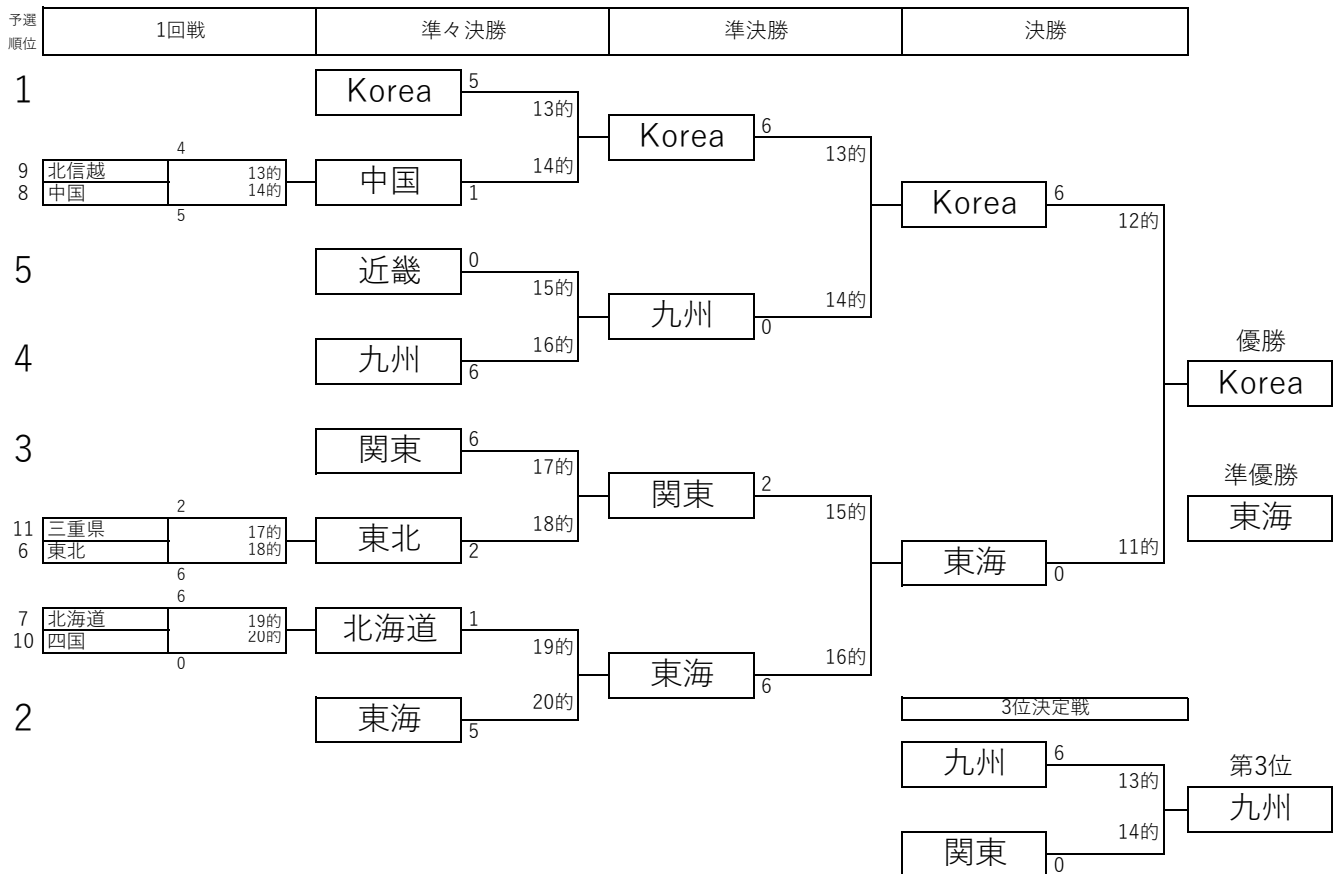 予選
順位
1回戦 準々決勝 準決勝 決勝
1 Korea 5
13的
Korea 6
4 13的
9 北信越 13的 14的
8 中国 14的 中国 1
5 Korea 6
12的
5 近畿 0
15的
九州 14的
0
16的
4 九州 6
優勝
Korea
3 関東 6
17的
関東 2
準優勝
2 15的
11 三重県 17的 18的
6 東北 18的 東北 2
東海
6
東海 11的
0
6
7 北海道 19的 北海道 1
10 四国 20的 19的
0
東海 16的
6
20的
2 東海 5
3位決定戦
九州 6
13的
第3位
九州
14的
関東 0